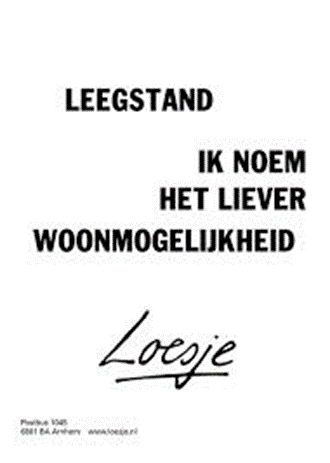 LEEGSTAND
IK NOEM
HET LIEVER
WOONMOGELIJKHEID
Loesje
Postbus 1045
6801 BA Arnhem www.loesje.nl